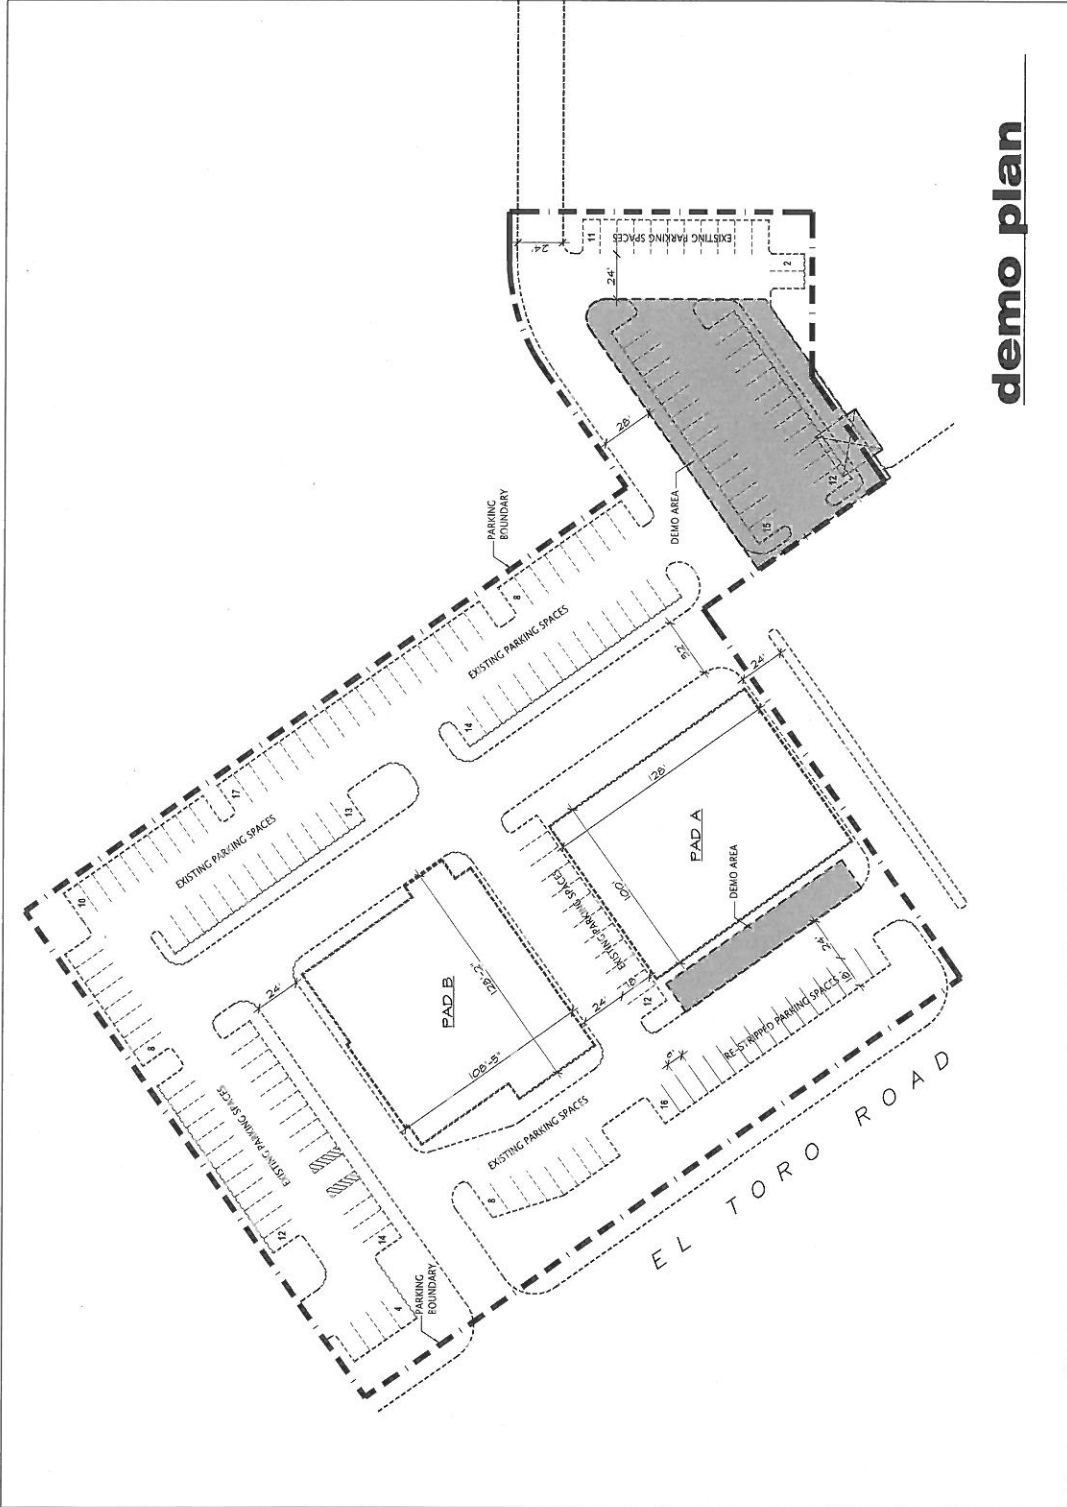 demo plan
24'
11
EXISTING PARKING SPACES
2
24'
28'
DEMO AREA
15
12
PARKING
BOUNDARY
8
EXISTING PARKING SPACES
14
32'
24'
17
13
EXISTING PARKING SPACES
10
128'
100'
PAD A
DEMO AREA
EXISTING PARKING SPACES
12
18'
24'
24'
RE-STRIPPED PARKING SPACES
16
9'
PAD B
128'-2"
108'-5"
24'
8
EXISTING PARKING SPACES
12
14
4
PARKING
BOUNDARY
EXISTING PARKING SPACES
8
EL TORO ROAD